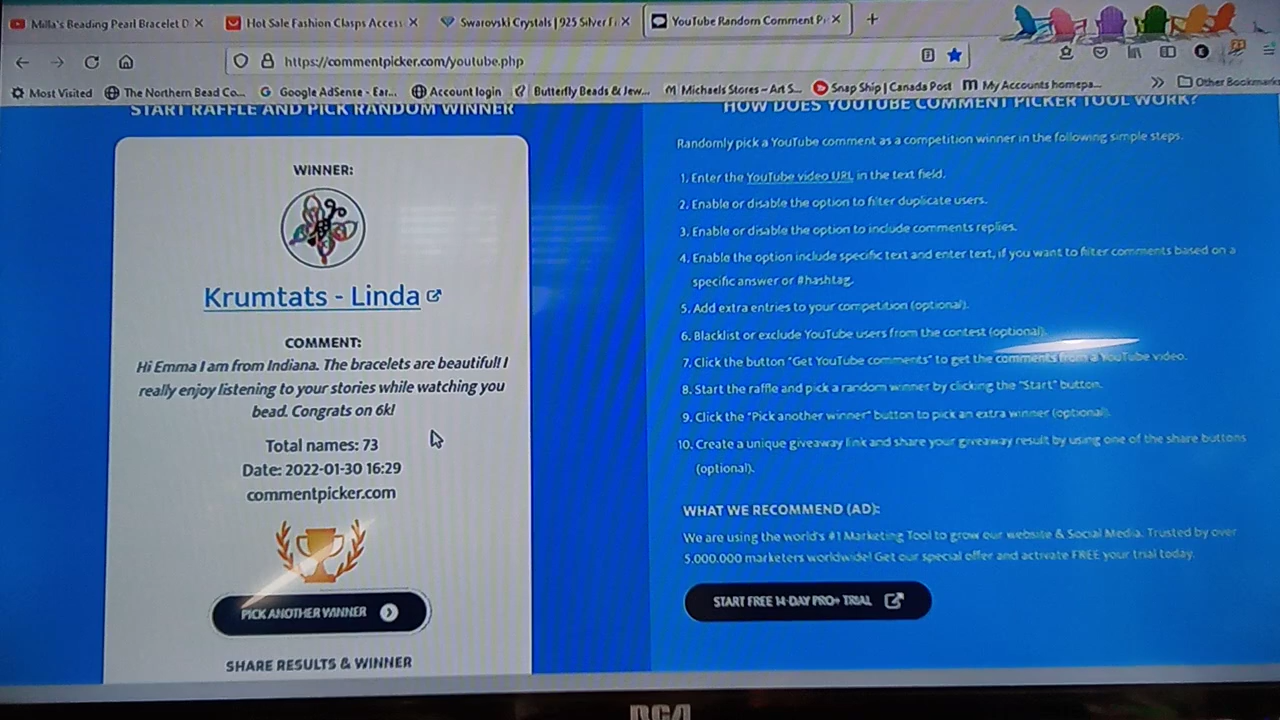 Milla's Beading Pearl Bracelet D
Hot Sale Fashion Clasps Access
Swarovski Crystals | 925 Silver Fi
YouTube Random Comment Pi
https://commentpicker.com/youtube.php
Most Visited
The Northern Bead Co...
Google AdSense - Ear...
Account login
Butterfly Beads & Jew...
Michaels Stores – Art S...
Snap Ship | Canada Post
My Accounts homepa...
Other Bookmarks
START RAFFLE AND PICK RANDOM WINNER
WINNER:
Krumtats - Linda
COMMENT:
Hi Emma I am from Indiana. The bracelets are beautiful! I
really enjoy listening to your stories while watching you
bead. Congrats on 6k!
Total names: 73
Date: 2022-01-30 16:29
commentpicker.com
PICK ANOTHER WINNER
SHARE RESULTS & WINNER
HOW DOES YOUTUBE COMMENT PICKER TOOL WORK?
Randomly pick a YouTube comment as a competition winner in the following simple steps.
1. Enter the YouTube video URL in the text field.
2. Enable or disable the option to filter duplicate users.
3. Enable or disable the option to include comments replies.
4. Enable the option include specific text and enter text, if you want to filter comments based on a
specific answer or #hashtag.
5. Add extra entries to your competition (optional).
6. Blacklist or exclude YouTube users from the contest (optional).
7. Click the button "Get YouTube comments" to get the comments from a YouTube video.
8. Start the raffle and pick a random winner by clicking the "Start" button.
9. Click the "Pick another winner" button to pick an extra winner (optional).
10. Create a unique giveaway link and share your giveaway result by using one of the share buttons
(optional).
WHAT WE RECOMMEND (AD):
We are using the world's #1 Marketing Tool to grow our website & Social Media. Trusted by over
5.000.000 marketers worldwide! Get our special offer and activate FREE your trial today.
START FREE 14-DAY PRO+ TRIAL
RCA